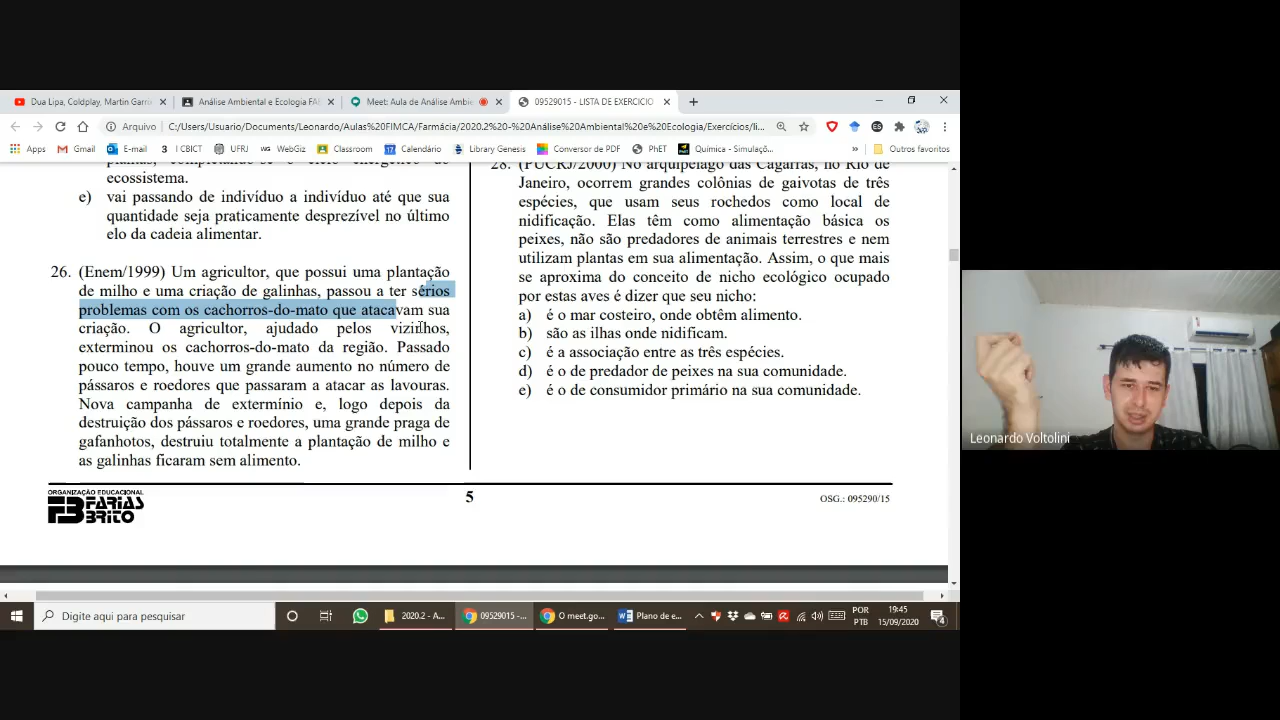 Dua Lipa, Coldplay, Martin Garri
Análise Ambiental e Ecologia FA
Meet: Aula de Análise Ambie
09529015 - LISTA DE EXERCICIO
Arquivo
C:/Users/Usuario/Documents/Leonardo/Aulas%20FIMCA/Farmácia/2020.2%20-%20Análise%20Ambiental%20e%20Ecologia/Exercícios/li...
Apps
Gmail
E-mail
I CBICT
UFRJ
WebGiz
Classroom
Calendário
Library Genesis
Conversor de PDF
PhET
Química - Simulaçõ...
»
Outros favoritos
plantas, completando-se o ciclo energético do
ecossistema.
e) vai passando de indivíduo a indivíduo até que sua
quantidade seja praticamente desprezível no último
elo da cadeia alimentar.
26. (Enem/1999) Um agricultor, que possui uma plantação
de milho e uma criação de galinhas, passou a ter sérios
problemas com os cachorros-do-mato que atacavam sua
criação. O agricultor, ajudado pelos vizinhos,
exterminou os cachorros-do-mato da região. Passado
pouco tempo, houve um grande aumento no número de
pássaros e roedores que passaram a atacar as lavouras.
Nova campanha de extermínio e, logo depois da
destruição dos pássaros e roedores, uma grande praga de
gafanhotos, destruiu totalmente a plantação de milho e
as galinhas ficaram sem alimento.
28. (PUCRJ/2000) No arquipélago das Cagarras, no Rio de
Janeiro, ocorrem grandes colônias de gaivotas de três
espécies, que usam seus rochedos como local de
nidificação. Elas têm como alimentação básica os
peixes, não são predadores de animais terrestres e nem
utilizam plantas em sua alimentação. Assim, o que mais
se aproxima do conceito de nicho ecológico ocupado
por estas aves é dizer que seu nicho:
a) é o mar costeiro, onde obtêm alimento.
b) são as ilhas onde nidificam.
c) é a associação entre as três espécies.
d) é o de predador de peixes na sua comunidade.
e) é o de consumidor primário na sua comunidade.
ORGANIZAÇÃO EDUCACIONAL
FB FARIAS
BRITO
5
OSG.: 095290/15
Leonardo Voltolini
Digite aqui para pesquisar
2020.2 - A...
09529015 -...
O meet.go...
Plano de e...
POR
PTB
19:45
15/09/2020
4